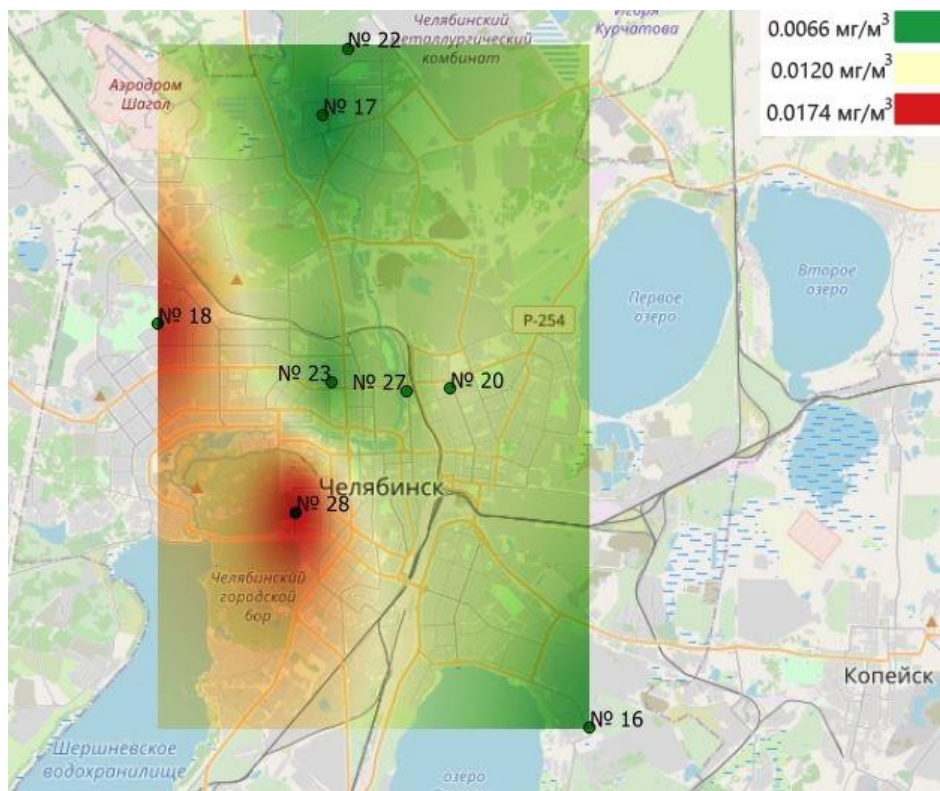 Игоря
Курчатова
Челябинский
металлургический
комбинат
№ 22
0.0066 мг/м³
0.0120 мг/м³
0.0174 мг/м³
Аэродром
Шагол
№ 17
Первое
озеро
Второе
озеро
№ 18
Р-254
№ 23
№ 27
№ 20
Челябинск
№ 28
Челябинский
городской
бор
Копейск
№ 16
Шершневское
водохранилище
озеро